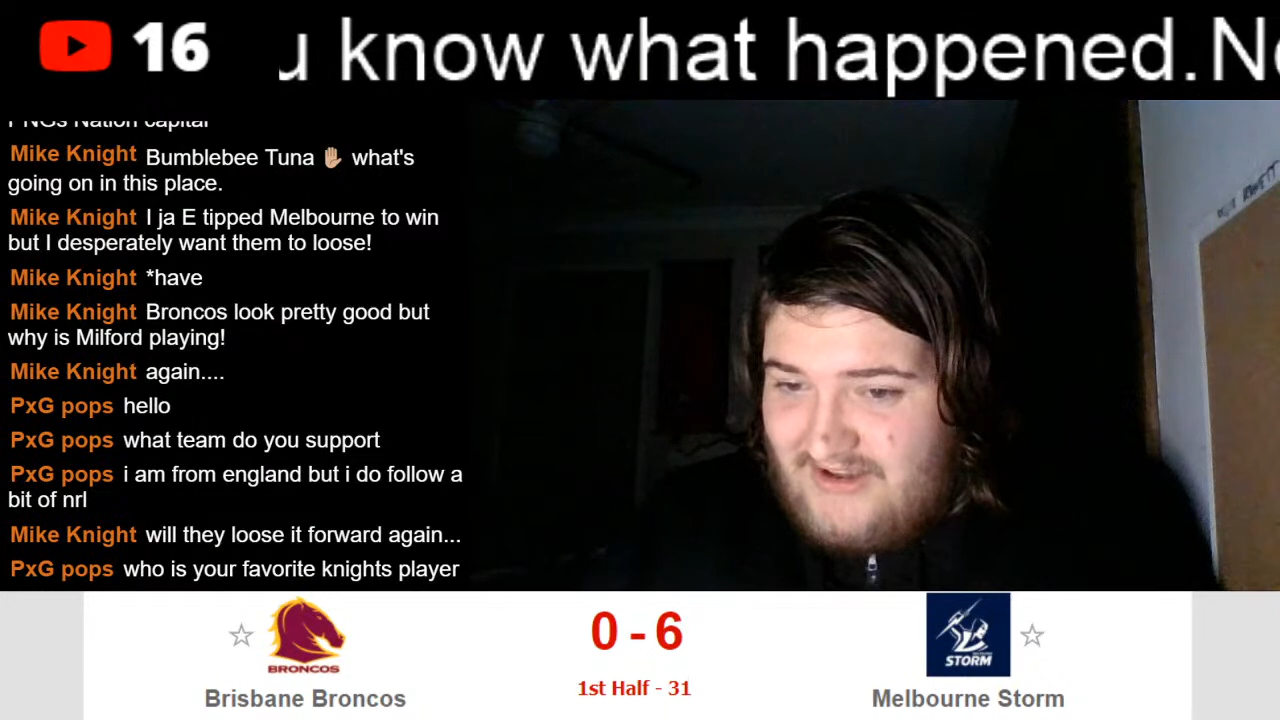 16
u know what happened. No
PNGs Nation capital
Mike Knight Bumblebee Tuna ✋🏼 what's
going on in this place.
Mike Knight I ja E tipped Melbourne to win
but I desperately want them to loose!
Mike Knight *have
Mike Knight Broncos look pretty good but
why is Milford playing!
Mike Knight again....
PxG pops hello
PxG pops what team do you support
PxG pops i am from england but i do follow a
bit of nrl
Mike Knight will they loose it forward again...
PxG pops who is your favorite knights player
BRONCOS
0 - 6
STORM
1st Half - 31
Brisbane Broncos
Melbourne Storm